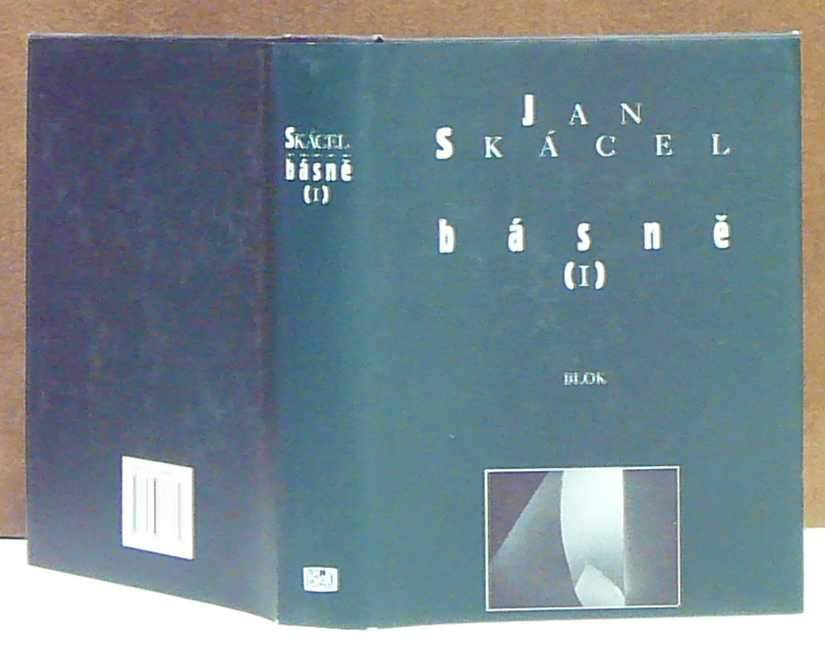 SKÁCEL
básně
(I)
JAN
SKÁCEL
básně
(I)
BLOK